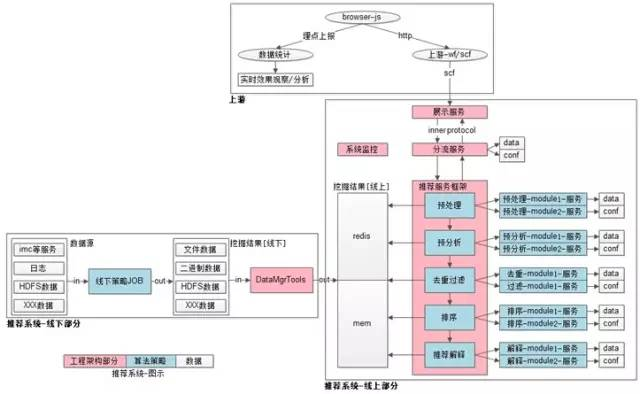 browser-js
埋点上报
http
数据统计
上游-wf/scf
实时效果观察/分析
上游
scf
展示服务
innerprotocol
系统监控
分流服务
data
conf
挖掘结果[线上]
推荐服务框架
预处理
预处理-module1-服务
data
预处理-module2-服务
conf
redis
预分析
预分析-module1-服务
data
预分析-module2-服务
conf
数据源
挖掘结果[线下]
imc等服务
文件数据
日志
二进制数据
in
线下策略JOB
out
in
DataMgrTools
out
HDFS数据
HDFS数据
XXX数据
XXX数据
推荐系统-线下部分
去重过滤
去重-module1-服务
data
过滤-module1-服务
conf
mem
排序
排序-module1-服务
data
排序-module2-服务
conf
推荐解释
解释-module1-服务
data
解释-module2-服务
conf
工程架构部分
算法策略
数据
推荐系统-图示
推荐系统-线上部分